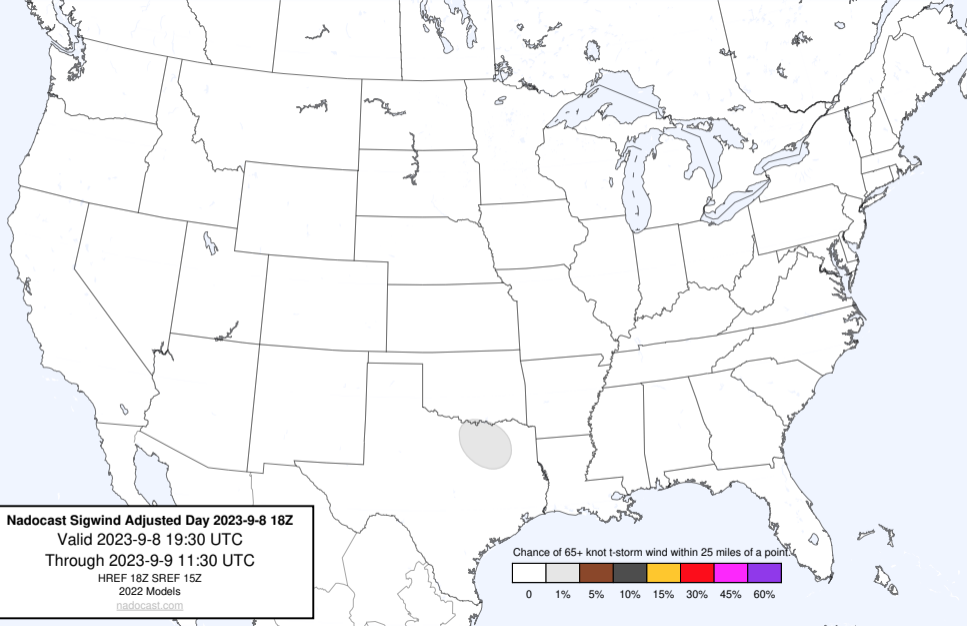 Nadocast Sigwind Adjusted Day 2023-9-8 18Z
Valid 2023-9-8 19:30 UTC
Through 2023-9-9 11:30 UTC
HREF 18Z SREF 15Z
2022 Models
nadocast.com
Chance of 65+ knot t-storm wind within 25 miles of a point.
0 1% 5% 10% 15% 30% 45% 60%